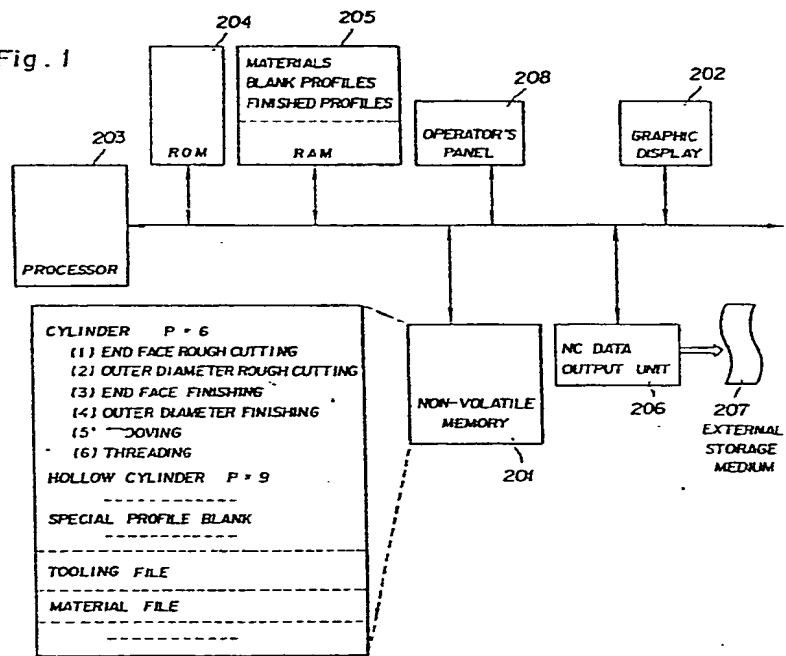 Fig. 1
204
205
MATERIALS
BLANK PROFILES
FINISHED PROFILES
RAM
ROM
208
OPERATOR'S
PANEL
202
GRAPHIC
DISPLAY
203
PROCESSOR
CYLINDER P = 6
(1) END FACE ROUGH CUTTING
(2) OUTER DIAMETER ROUGH CUTTING
(3) END FACE FINISHING
(4) OUTER DIAMETER FINISHING
(5)
(6) THREADING
HOLLOW CYLINDER P = 9
SPECIAL PROFILE BLANK
TOOLING FILE
MATERIAL FILE
NON-VOLATILE
MEMORY
201
NC DATA
OUTPUT UNIT
206
207
EXTERNAL
STORAGE
MEDIUM